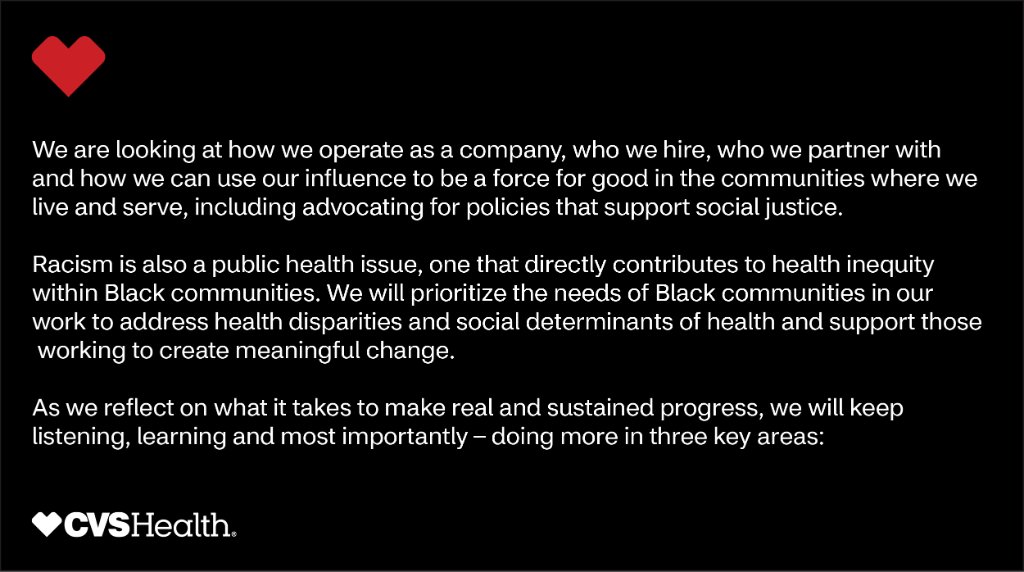 We are looking at how we operate as a company, who we hire, who we partner with
and how we can use our influence to be a force for good in the communities where we
live and serve, including advocating for policies that support social justice.
Racism is also a public health issue, one that directly contributes to health inequity
within Black communities. We will prioritize the needs of Black communities in our
work to address health disparities and social determinants of health and support those
working to create meaningful change.
As we reflect on what it takes to make real and sustained progress, we will keep
listening, learning and most importantly – doing more in three key areas:
CVSHealth®